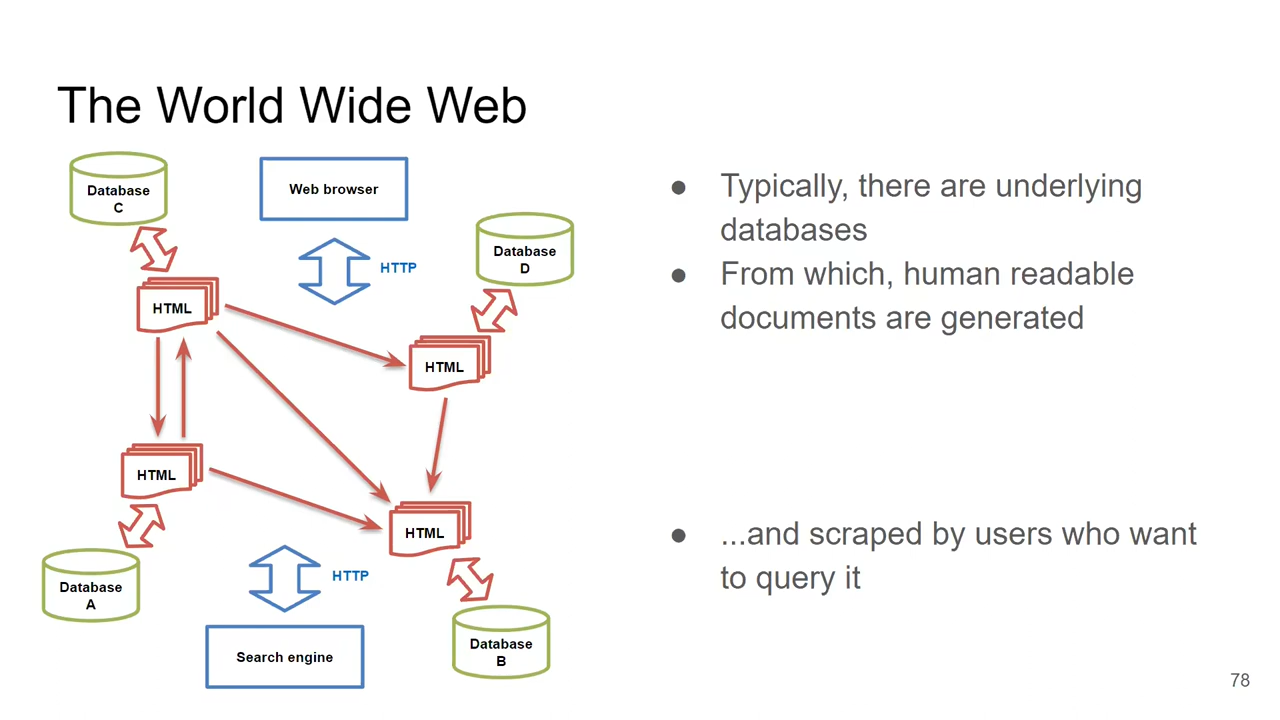 The World Wide Web
Database
C
Web browser
HTTP
Database
D
HTML
HTML
HTML
HTML
Database
A
HTTP
Search engine
Database
B
● Typically, there are underlying
databases
● From which, human readable
documents are generated
● ...and scraped by users who want
to query it
78